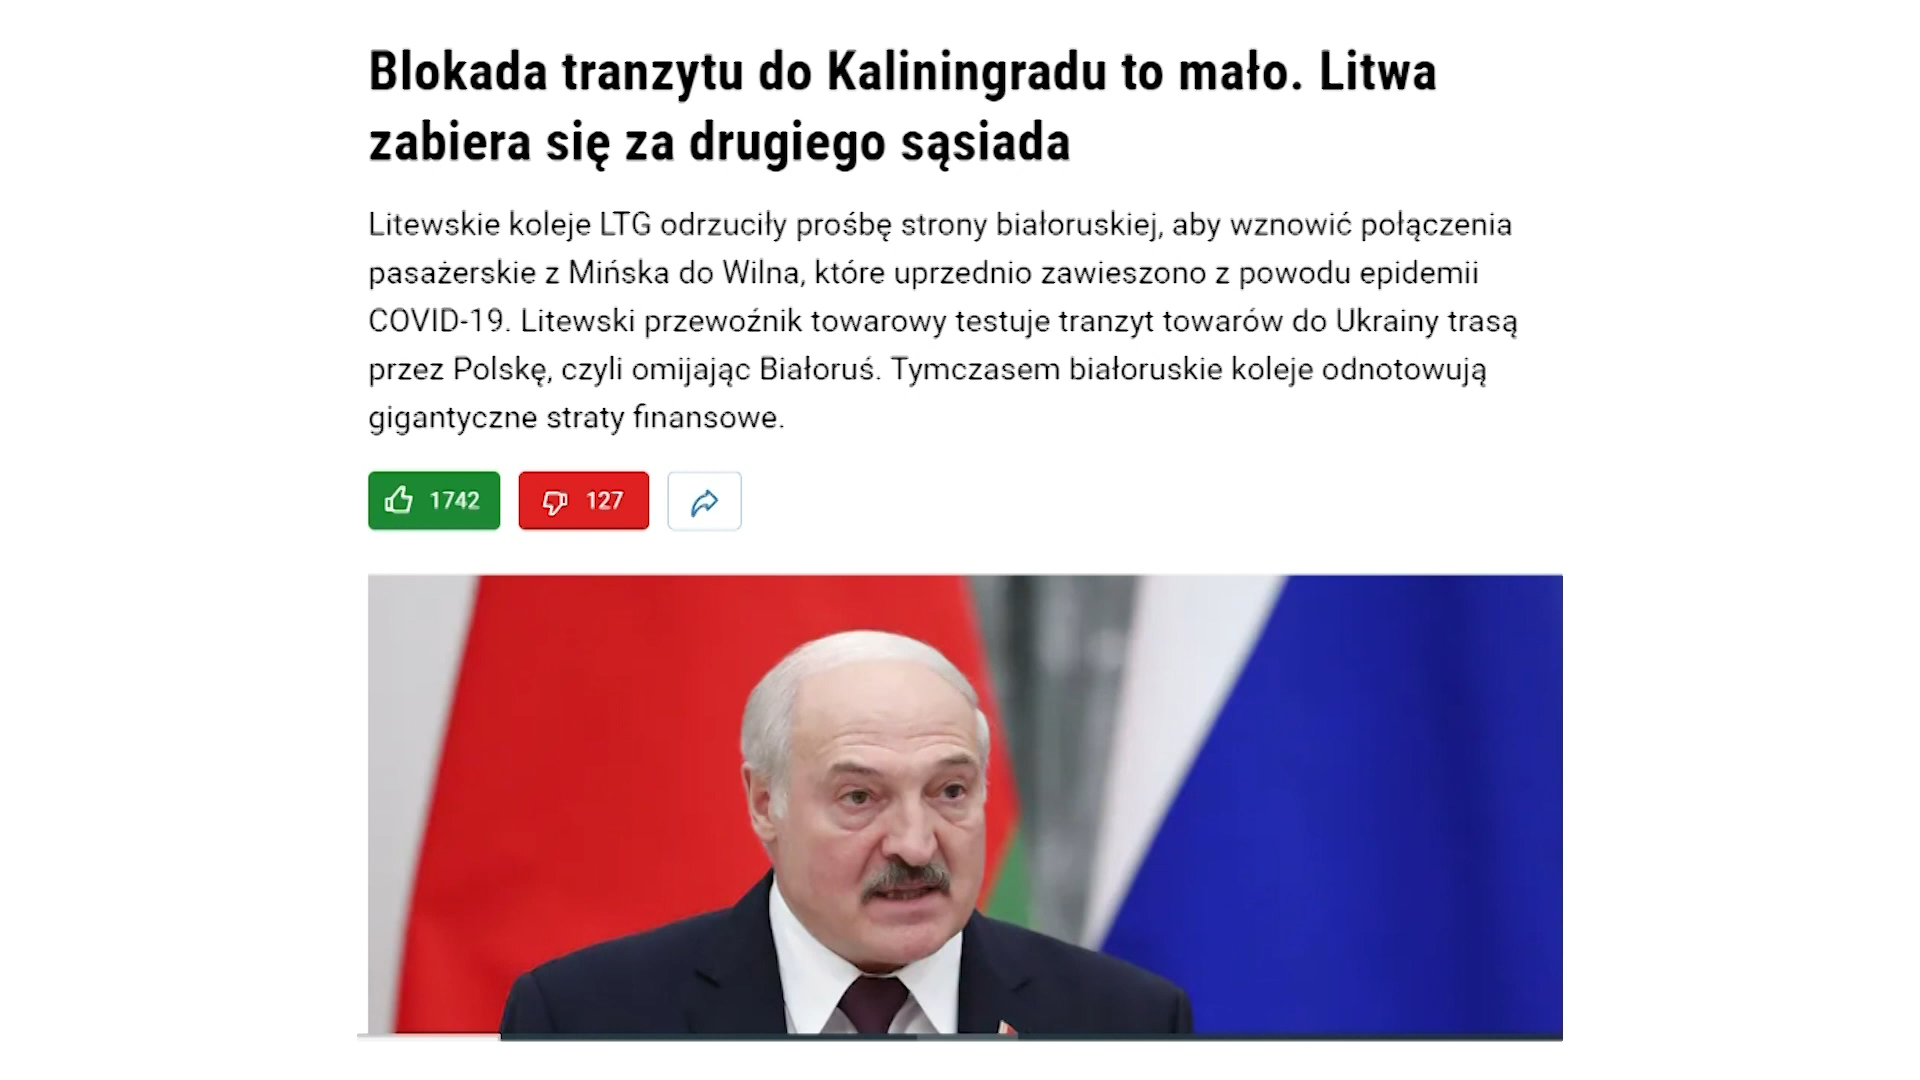 Blokada tranzytu do Kaliningradu to mało. Litwa
zabiera się za drugiego sąsiada
Litewskie koleje LTG odrzuciły prośbę strony białoruskiej, aby wznowić połączenia
pasażerskie z Mińska do Wilna, które uprzednio zawieszono z powodu epidemii
COVID-19. Litewski przewoźnik towarowy testuje tranzyt towarów do Ukrainy trasą
przez Polskę, czyli omijając Białoruś. Tymczasem białoruskie koleje odnotowują
gigantyczne straty finansowe.
1742 127